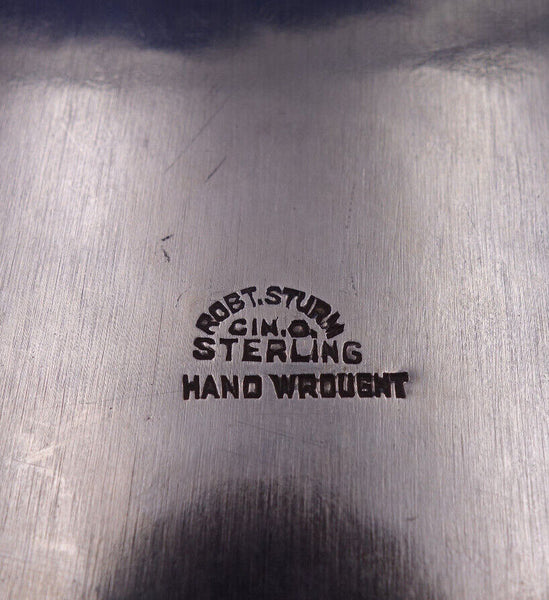 ROBT. STURM
CIN. O.
STERLING
HAND WROUGHT